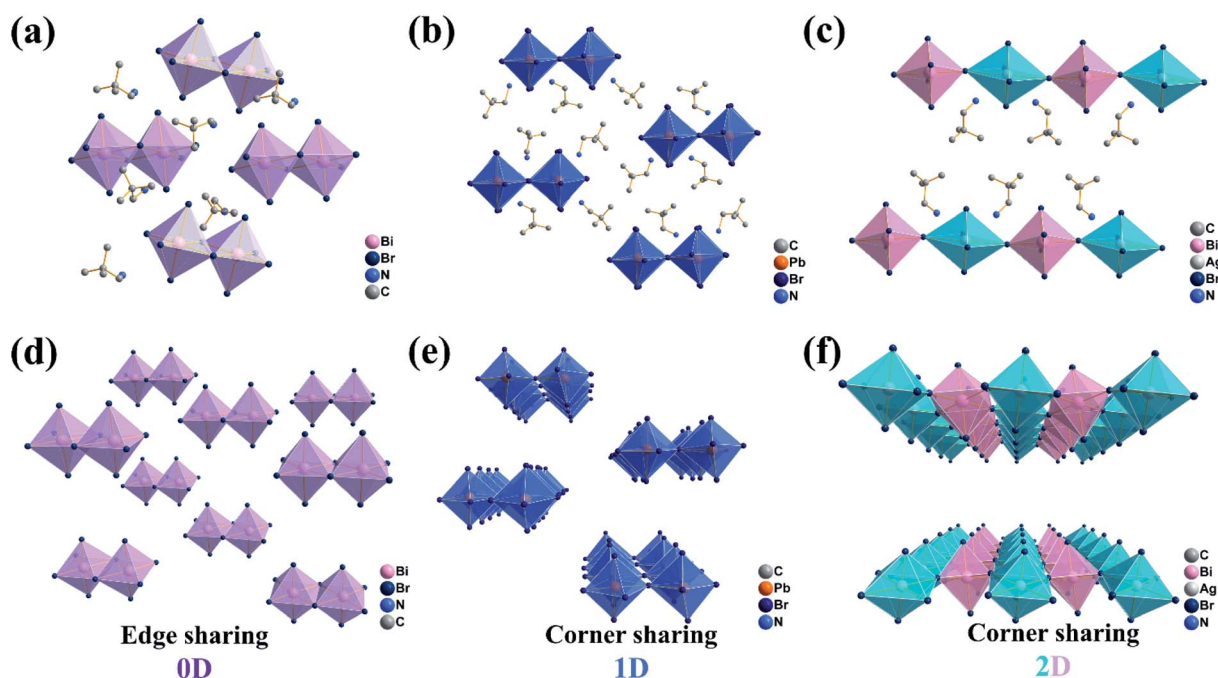 (a)
Bi
Br
N
C
(b)
C
Pb
Br
N
(c)
C
Bi
Ag
Br
N
(d)
Bi
Br
N
C
Edge sharing
0D
(e)
C
Pb
Br
N
Corner sharing
1D
(f)
C
Bi
Ag
Br
N
Corner sharing
2D